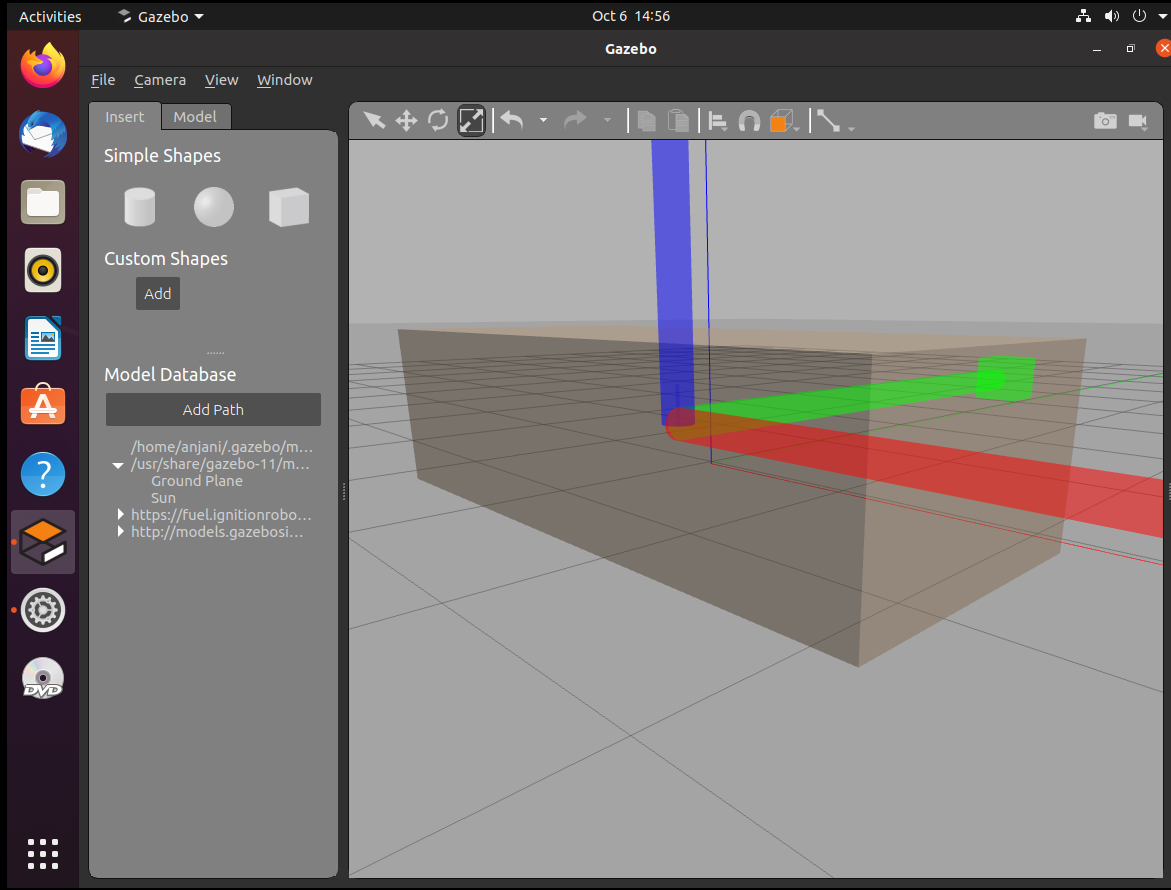 Activities
Gazebo
Oct 6 14:56
Gazebo
File Camera View Window
Insert Model
Simple Shapes
Custom Shapes
Add
Model Database
Add Path
/home/anjani/.gazebo/m...
/usr/share/gazebo-11/m...
Ground Plane
Sun
https://fuel.ignitionrobo...
http://models.gazebosi...
DVD